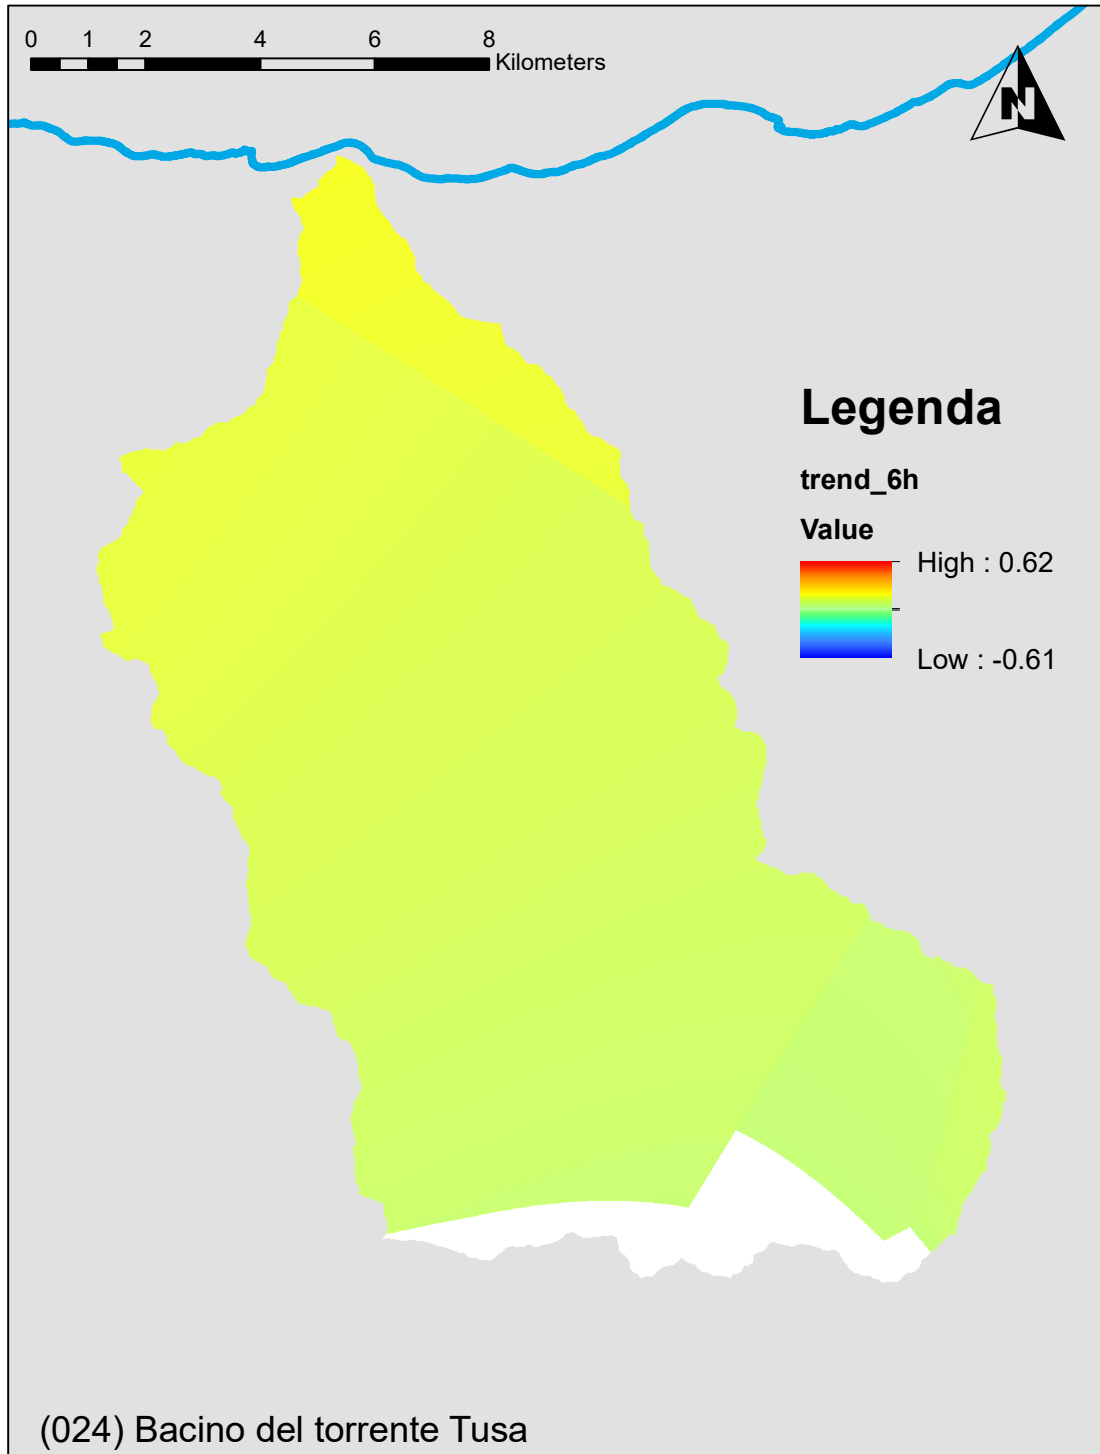 0 1 2 4 6 8
Kilometers
N
Legenda
trend_6h
Value
High : 0.62
Low : -0.61
(024) Bacino del torrente Tusa